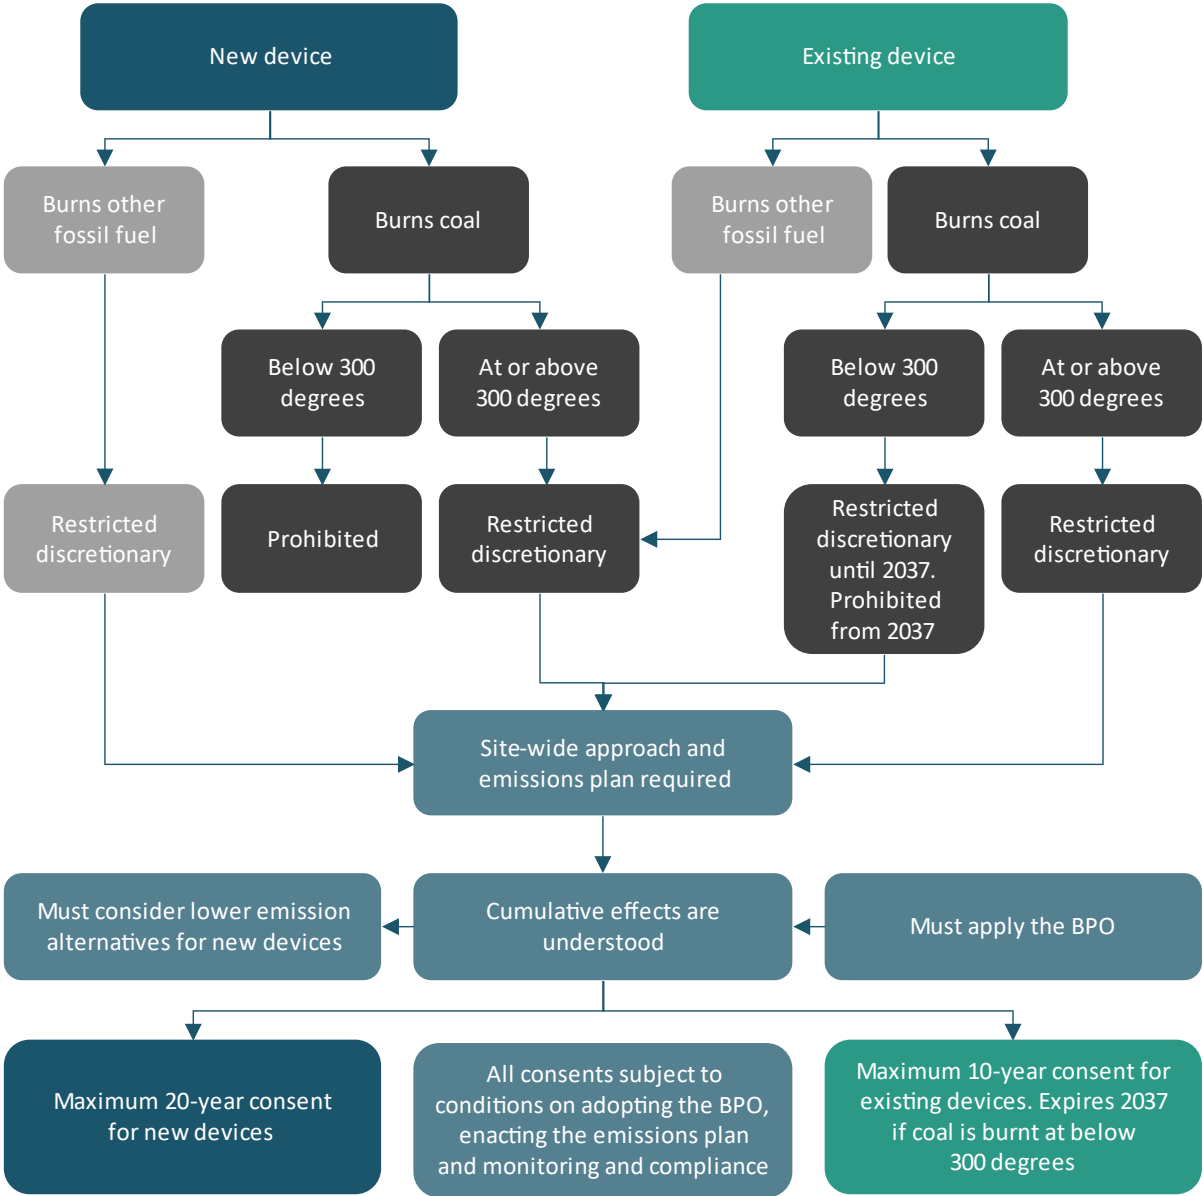 New device
Existing device
Burns other
fossil fuel
Burns coal
Burns other
fossil fuel
Burns coal
Below 300
degrees
At or above
300 degrees
Below 300
degrees
At or above
300 degrees
Restricted
discretionary
Prohibited
Restricted
discretionary
Restricted
discretionary
until 2037.
Prohibited
from 2037
Restricted
discretionary
Site-wide approach and
emissions plan required
Must consider lower emission
alternatives for new devices
Cumulative effects are
understood
Must apply the BPO
Maximum 20-year consent
for new devices
All consents subject to
conditions on adopting the BPO,
enacting the emissions plan
and monitoring and compliance
Maximum 10-year consent for
existing devices. Expires 2037
if coal is burnt at below
300 degrees